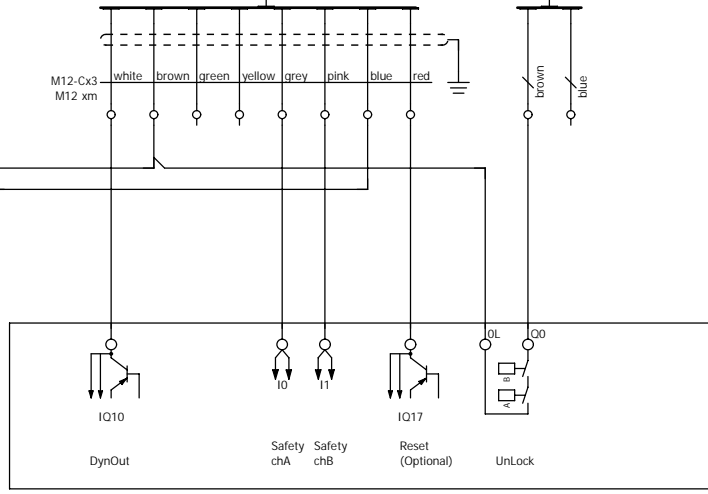 M12-Cx3 white brown green yellow grey pink blue red
M12 xm
brown
blue
0L Q0
B
A
I0 I1
IQ10 IQ17
Safety chA
Safety chB
Reset (Optional)
DynOut
UnLock